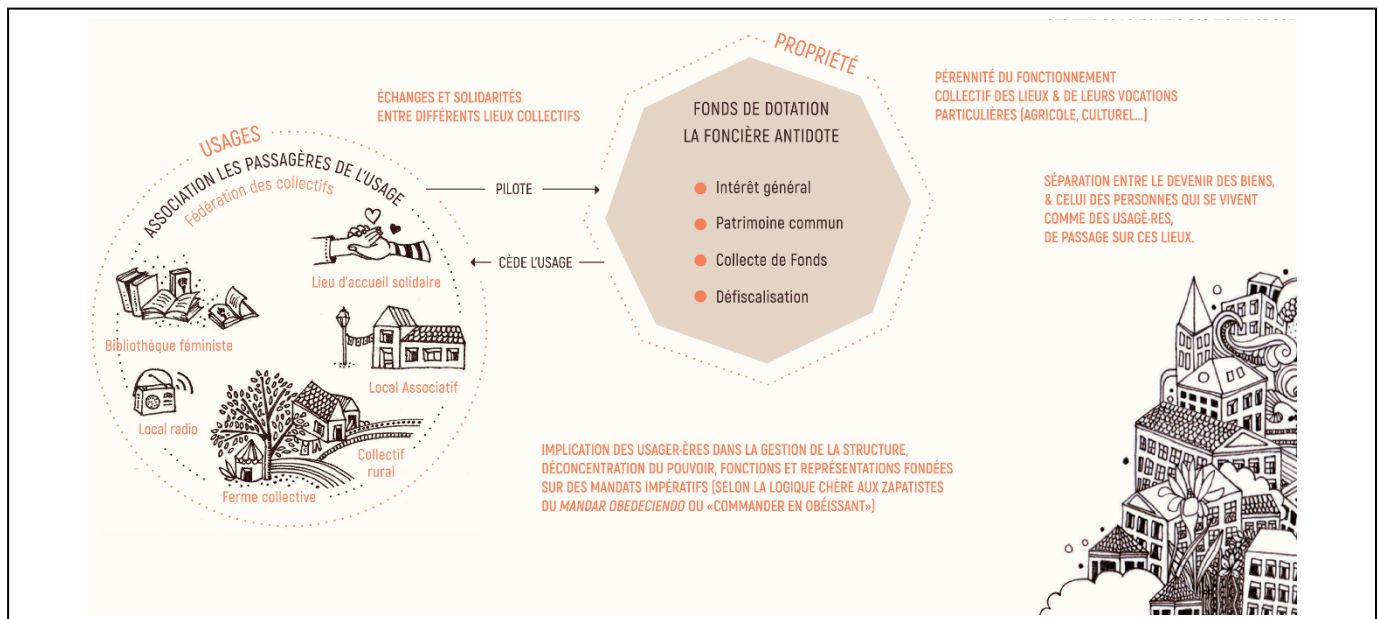 PROPRIÉTÉ
ÉCHANGES ET SOLIDARITÉS
ENTRE DIFFÉRENTS LIEUX COLLECTIFS
PÉRENNITÉ DU FONCTIONNEMENT
COLLECTIF DES LIEUX & DE LEURS VOCATIONS
PARTICULIÈRES (AGRICOLE, CULTUREL...)
FONDS DE DOTATION
LA FONCIÈRE ANTIDOTE
Intérêt général
Patrimoine commun
Collecte de Fonds
Défiscalisation
USAGES
ASSOCIATION LES PASSAGÈRES DE L'USAGE
Fédération des collectifs
PILOTE
CÈDE L'USAGE
SÉPARATION ENTRE LE DEVENIR DES BIENS,
& CELUI DES PERSONNES QUI SE VIVENT
COMME DES USAGÈ·RES,
DE PASSAGE SUR CES LIEUX.
Lieu d'accueil solidaire
Bibliothèque féministe
Local Associatif
Local radio
Collectif
rural
Ferme collective
IMPLICATION DES USAGER·ÈRES DANS LA GESTION DE LA STRUCTURE,
DÉCONCENTRATION DU POUVOIR, FONCTIONS ET REPRÉSENTATIONS FONDÉES
SUR DES MANDATS IMPÉRATIFS (SELON LA LOGIQUE CHÈRE AUX ZAPATISTES
DU MANDAR OBEDECIENDO OU «COMMANDER EN OBÉISSANT»)